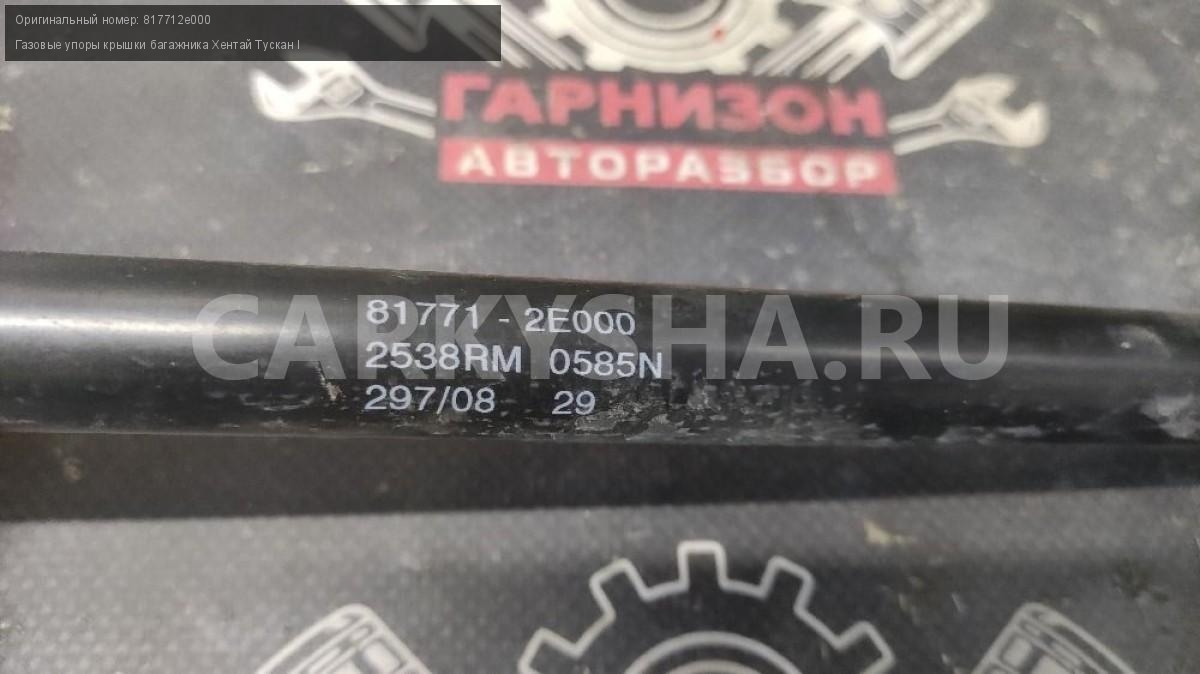 Оригинальный номер: 817712e000
Газовые упоры крышки багажника Хентай Тускан I
ГАРНИЗОН
АВТОРАЗБОР
81771 - 2E000
2538RM 0585N
297/08 29
CARKYSHA.RU